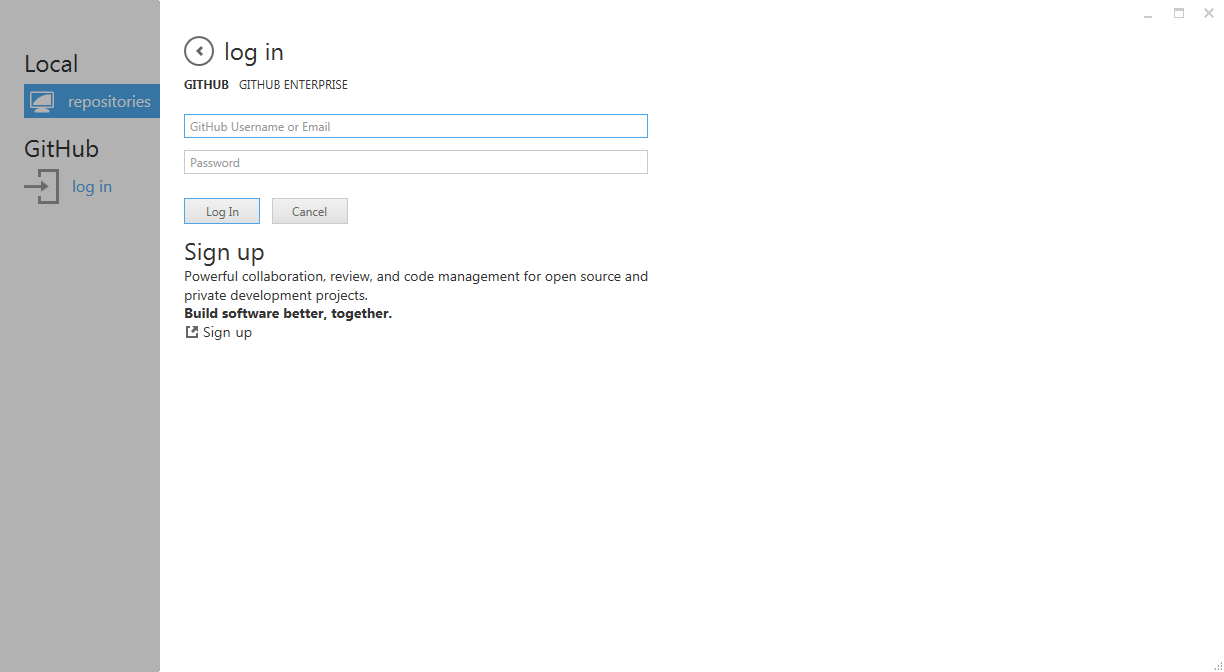 Local
repositories
GitHub
log in
log in
GITHUB GITHUB ENTERPRISE
GitHub Username or Email
Password
Log In Cancel
Sign up
Powerful collaboration, review, and code management for open source and
private development projects.
Build software better, together.
Sign up